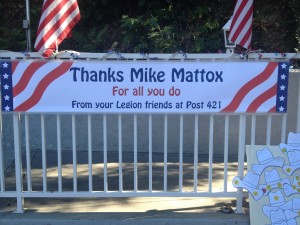 Thanks Mike Mattox
For all you do
From your Legion friends at Post 421